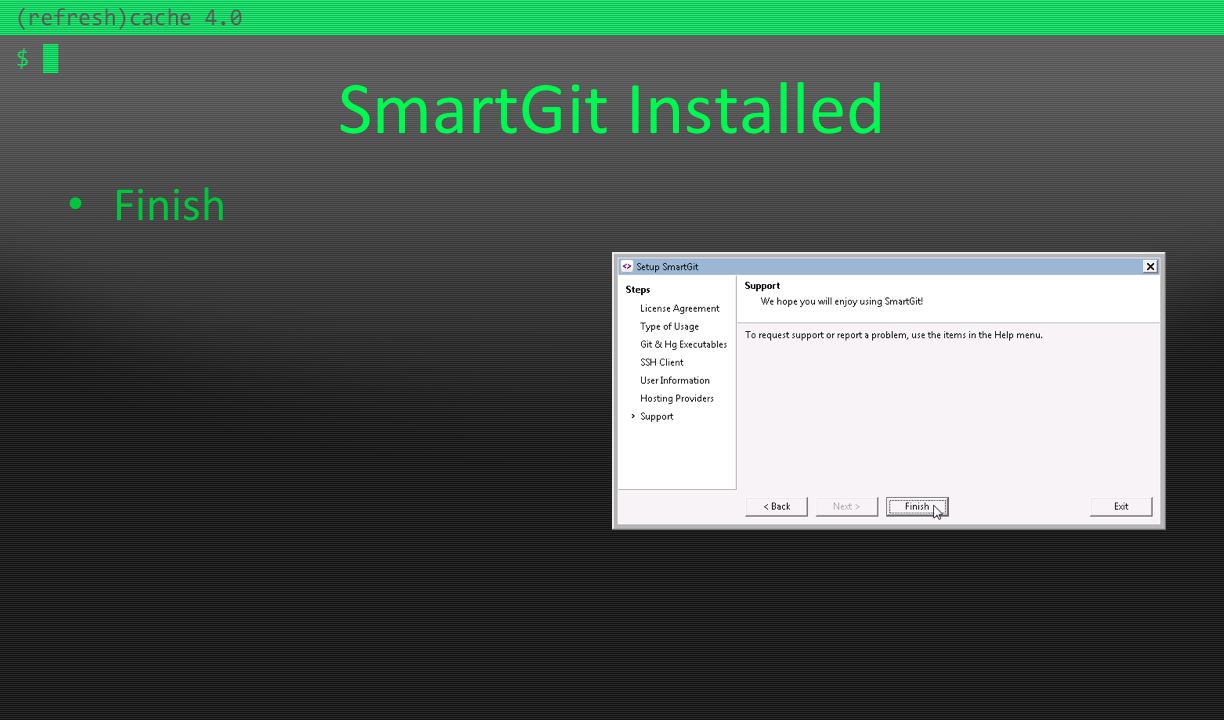 (refresh)cache 4.0
$
SmartGit Installed
• Finish
Setup SmartGit
Steps
License Agreement
Type of Usage
Git & Hg Executables
SSH Client
User Information
Hosting Providers
Support
Support
We hope you will enjoy using SmartGit!
To request support or report a problem, use the items in the Help menu.
< Back
Next >
Finish
Exit